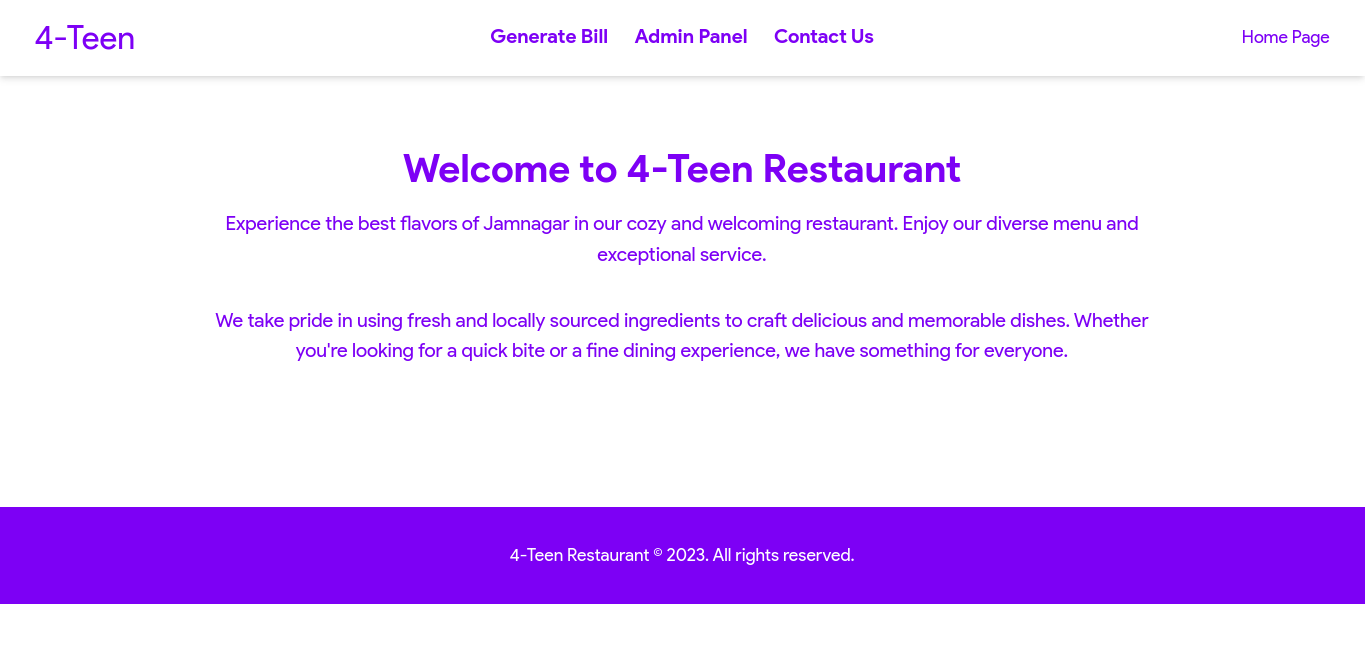 4-Teen
Generate Bill
Admin Panel
Contact Us
Home Page
Welcome to 4-Teen Restaurant
Experience the best flavors of Jamnagar in our cozy and welcoming restaurant. Enjoy our diverse menu and
exceptional service.
We take pride in using fresh and locally sourced ingredients to craft delicious and memorable dishes. Whether
you're looking for a quick bite or a fine dining experience, we have something for everyone.
4-Teen Restaurant © 2023. All rights reserved.